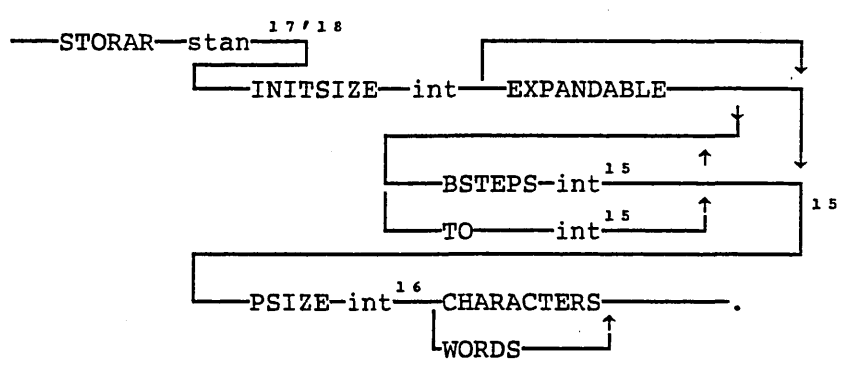 STORAR stan 17'18
INITSIZE int EXPANDABLE
BSTEPS int 15
15
TO int 15
PSIZE int 16 CHARACTERS .
WORDS